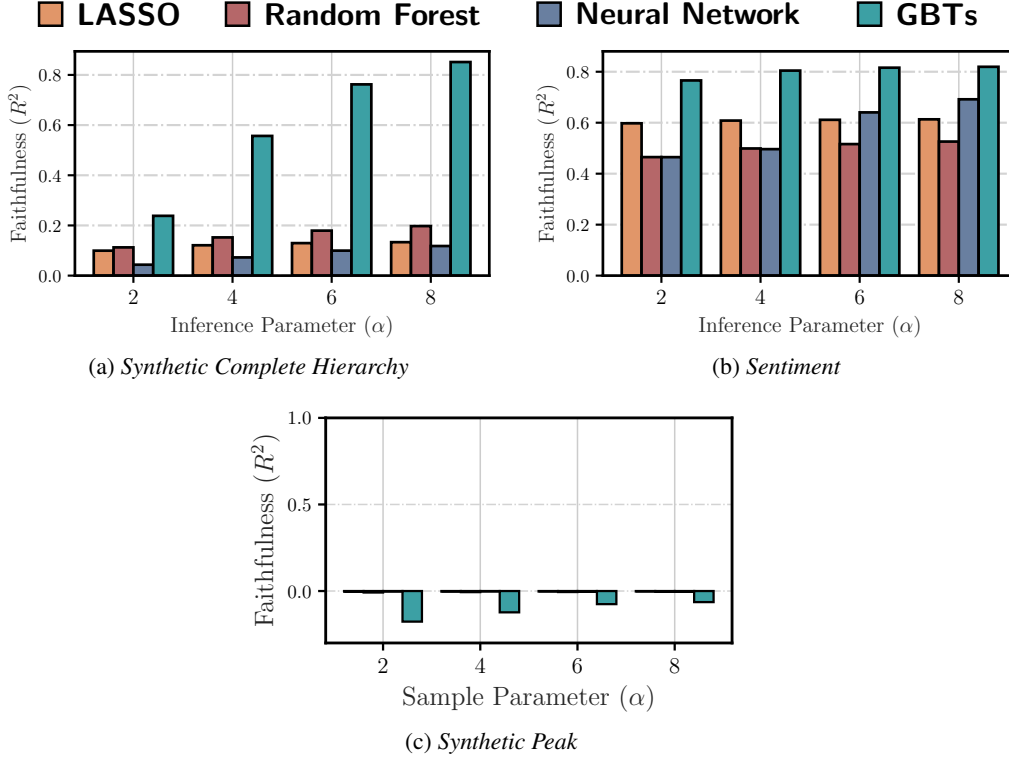 LASSO Random Forest Neural Network GBTs
Faithfulness (R²)
0.8
0.6
0.4
0.2
0.0
2 4 6 8
Inference Parameter (α)
(a) Synthetic Complete Hierarchy
Faithfulness (R²)
0.8
0.6
0.4
0.2
0.0
2 4 6 8
Inference Parameter (α)
(b) Sentiment
Faithfulness (R²)
1.0
0.5
0.0
2 4 6 8
Sample Parameter (α)
(c) Synthetic Peak